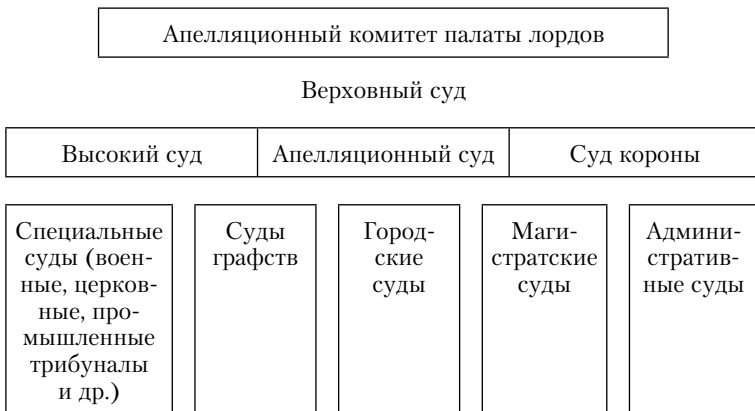 Апелляционный комитет палаты лордов
Верховный суд
Высокий суд
Апелляционный суд
Суд короны
Специальные
суды (воен-
ные, церков-
ные, про-
мышленные
трибуналы
и др.)
Суды
графств
Город-
ские
суды
Маги-
стратские
суды
Админи-
стратив-
ные суды